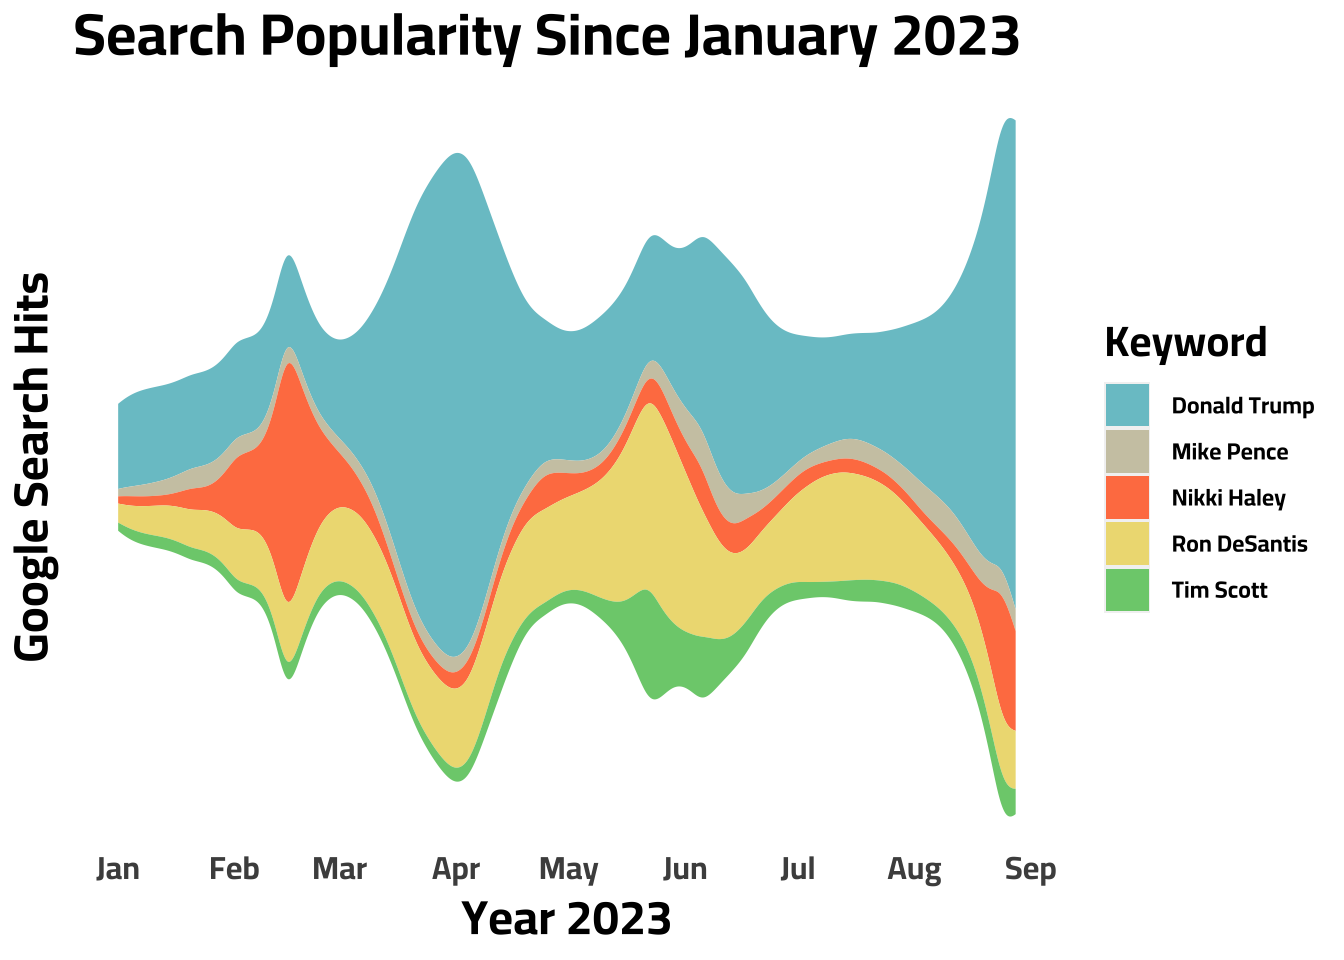 Search Popularity Since January 2023
Google Search Hits
Keyword
Donald Trump
Mike Pence
Nikki Haley
Ron DeSantis
Tim Scott
Jan Feb Mar Apr May Jun Jul Aug Sep
Year 2023